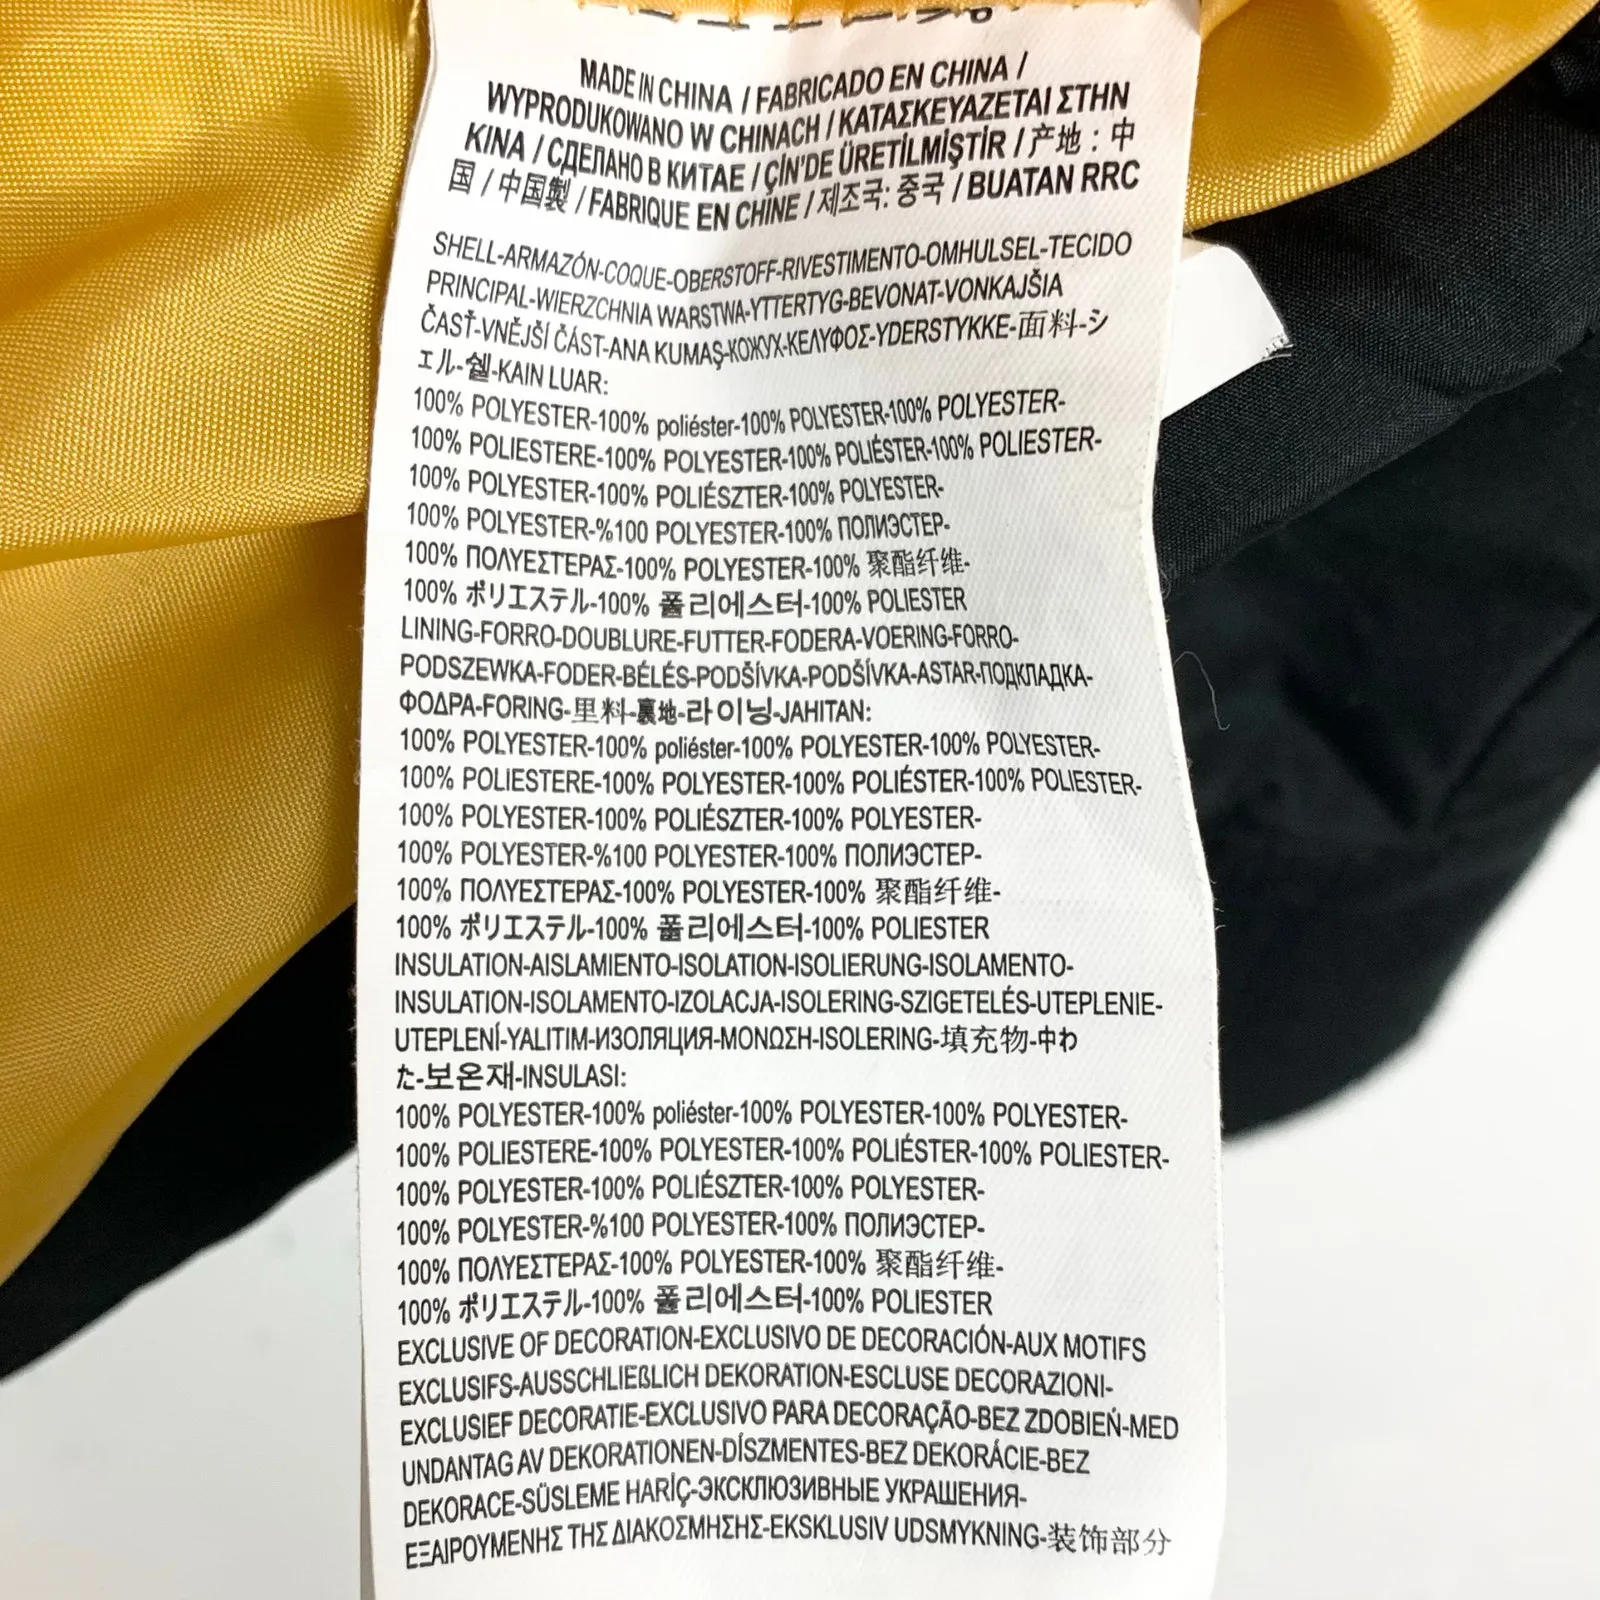 MADE IN CHINA / FABRICADO EN CHINA /
WYPRODUKOWANO W CHINACH / ΚΑΤΑΣΚΕΥΑΖΕΤΑΙ ΣΤΗΝ
ΚΙΝΑ / СДЕЛАНО В КИТАЕ / ÇİN'DE ÜRETİLMİŞTİR / 产地 : 中
国 / 中国製 / FABRIQUE EN CHINE / 제조국: 중국 / BUATAN RRC
SHELL-ARMAZÓN-COQUE-OBERSTOFF-RIVESTIMENTO-OMHULSEL-TECIDO
PRINCIPAL-WIERZCHNIA WARSTWA-YTTERTYG-BEVONAT-VONKAJŠIA
ČASŤ-VNĚJŠÍ ČÁST-ANA KUMAŞ-КОЖУХ-ΚΕΛΥΦΟΣ-YDERSTYKKE-面料-シ
ェル-쉘-KAIN LUAR:
100% POLYESTER-100% poliéster-100% POLYESTER-100% POLYESTER-
100% POLIESTERE-100% POLYESTER-100% POLIÉSTER-100% POLIESTER-
100% POLYESTER-100% POLIÉSZTER-100% POLYESTER-
100% POLYESTER-%100 POLYESTER-100% ПОЛИЭСТЕР-
100% ΠΟΛΥΕΣΤΕΡΑΣ-100% POLYESTER-100% 聚酯纤维-
100% ポリエステル-100% 폴리에스터-100% POLIESTER
LINING-FORRO-DOUBLURE-FUTTER-FODERA-VOERING-FORRO-
PODSZEWKA-FODER-BÉLÉS-PODŠÍVKA-PODŠÍVKA-ASTAR-ПОДКЛАДКА-
ΦΟΔΡΑ-FORING-里料-裏地-라이닝-JAHITAN:
100% POLYESTER-100% poliéster-100% POLYESTER-100% POLYESTER-
100% POLIESTERE-100% POLYESTER-100% POLIÉSTER-100% POLIESTER-
100% POLYESTER-100% POLIÉSZTER-100% POLYESTER-
100% POLYESTER-%100 POLYESTER-100% ПОЛИЭСТЕР-
100% ΠΟΛΥΕΣΤΕΡΑΣ-100% POLYESTER-100% 聚酯纤维-
100% ポリエステル-100% 폴리에스터-100% POLIESTER
INSULATION-AISLAMIENTO-ISOLATION-ISOLIERUNG-ISOLAMENTO-
INSULATION-ISOLAMENTO-IZOLACJA-ISOLERING-SZIGETELÉS-UTEPLENIE-
UTEPLENÍ-YALITIM-ИЗОЛЯЦИЯ-ΜΟΝΩΣΗ-ISOLERING-填充物-中わ
た-보온재-INSULASI:
100% POLYESTER-100% poliéster-100% POLYESTER-100% POLYESTER-
100% POLIESTERE-100% POLYESTER-100% POLIÉSTER-100% POLIESTER-
100% POLYESTER-100% POLIÉSZTER-100% POLYESTER-
100% POLYESTER-%100 POLYESTER-100% ПОЛИЭСТЕР-
100% ΠΟΛΥΕΣΤΕΡΑΣ-100% POLYESTER-100% 聚酯纤维-
100% ポリエステル-100% 폴리에스터-100% POLIESTER
EXCLUSIVE OF DECORATION-EXCLUSIVO DE DECORACIÓN-AUX MOTIFS
EXCLUSIFS-AUSSCHLIEßLICH DEKORATION-ESCLUSE DECORAZIONI-
EXCLUSIEF DECORATIE-EXCLUSIVO PARA DECORAÇÃO-BEZ ZDOBIEŃ-MED
UNDANTAG AV DEKORATIONEN-DÍSZMENTES-BEZ DEKORÁCIE-BEZ
DEKORACE-SÜSLEME HARİÇ-ЭКСКЛЮЗИВНЫЕ УКРАШЕНИЯ-
ΕΞΑΙΡΟΥΜΕΝΗΣ ΤΗΣ ΔΙΑΚΟΣΜΗΣΗΣ-EKSKLUSIV UDSMYKNING-装饰部分